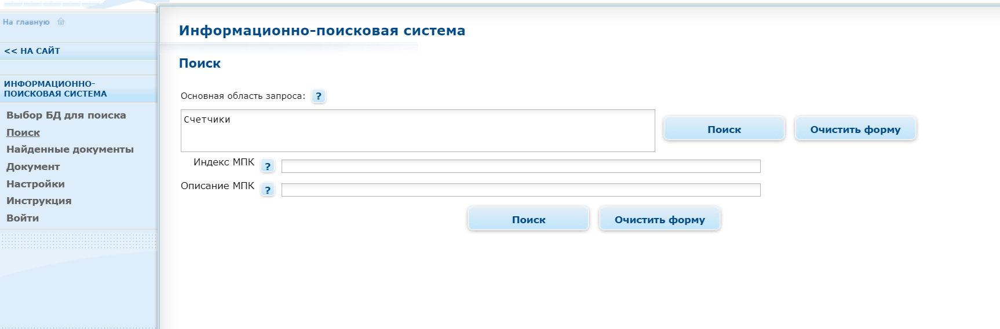 На главную
<< НА САЙТ
ИНФОРМАЦИОННО-
ПОИСКОВАЯ СИСТЕМА
Выбор БД для поиска
Поиск
Найденные документы
Документ
Настройки
Инструкция
Войти
Информационно-поисковая система
Поиск
Основная область запроса: ?
Счетчики
Поиск Очистить форму
Индекс МПК ?
Описание МПК ?
Поиск Очистить форму